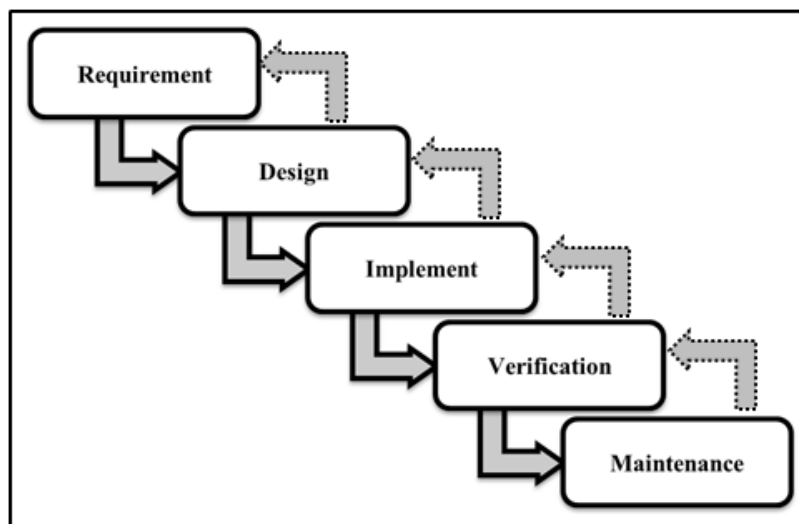 Requirement
Design
Implement
Verification
Maintenance